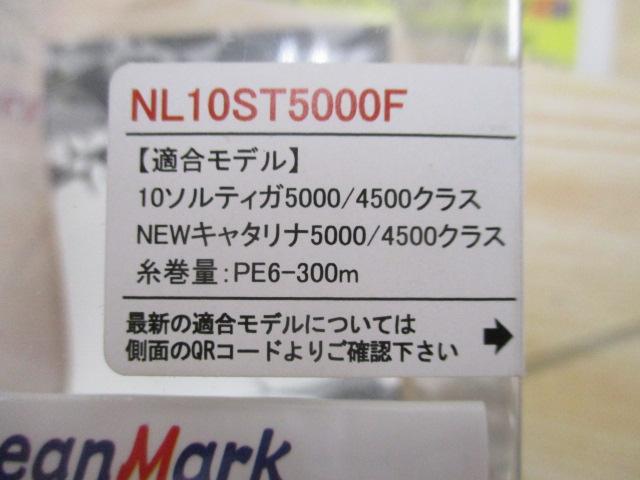 NL10ST5000F
【適合モデル】
10ソルティガ5000/4500クラス
NEWキャタリナ5000/4500クラス
糸巻量:PE6-300m
最新の適合モデルについては
側面のQRコードよりご確認下さい
eanMark